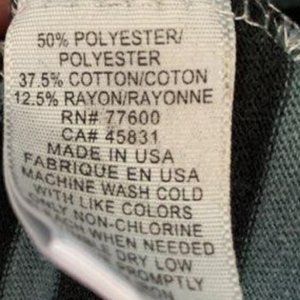 50% POLYESTER/
POLYESTER
37.5% COTTON/COTON
12.5% RAYON/RAYONNE
RN# 77600
CA# 45831
MADE IN USA
FABRIQUE EN USA
MACHINE WASH COLD
WITH LIKE COLORS
ONLY NON-CHLORINE
WHEN NEEDED
DRY LOW
PROMPTLY